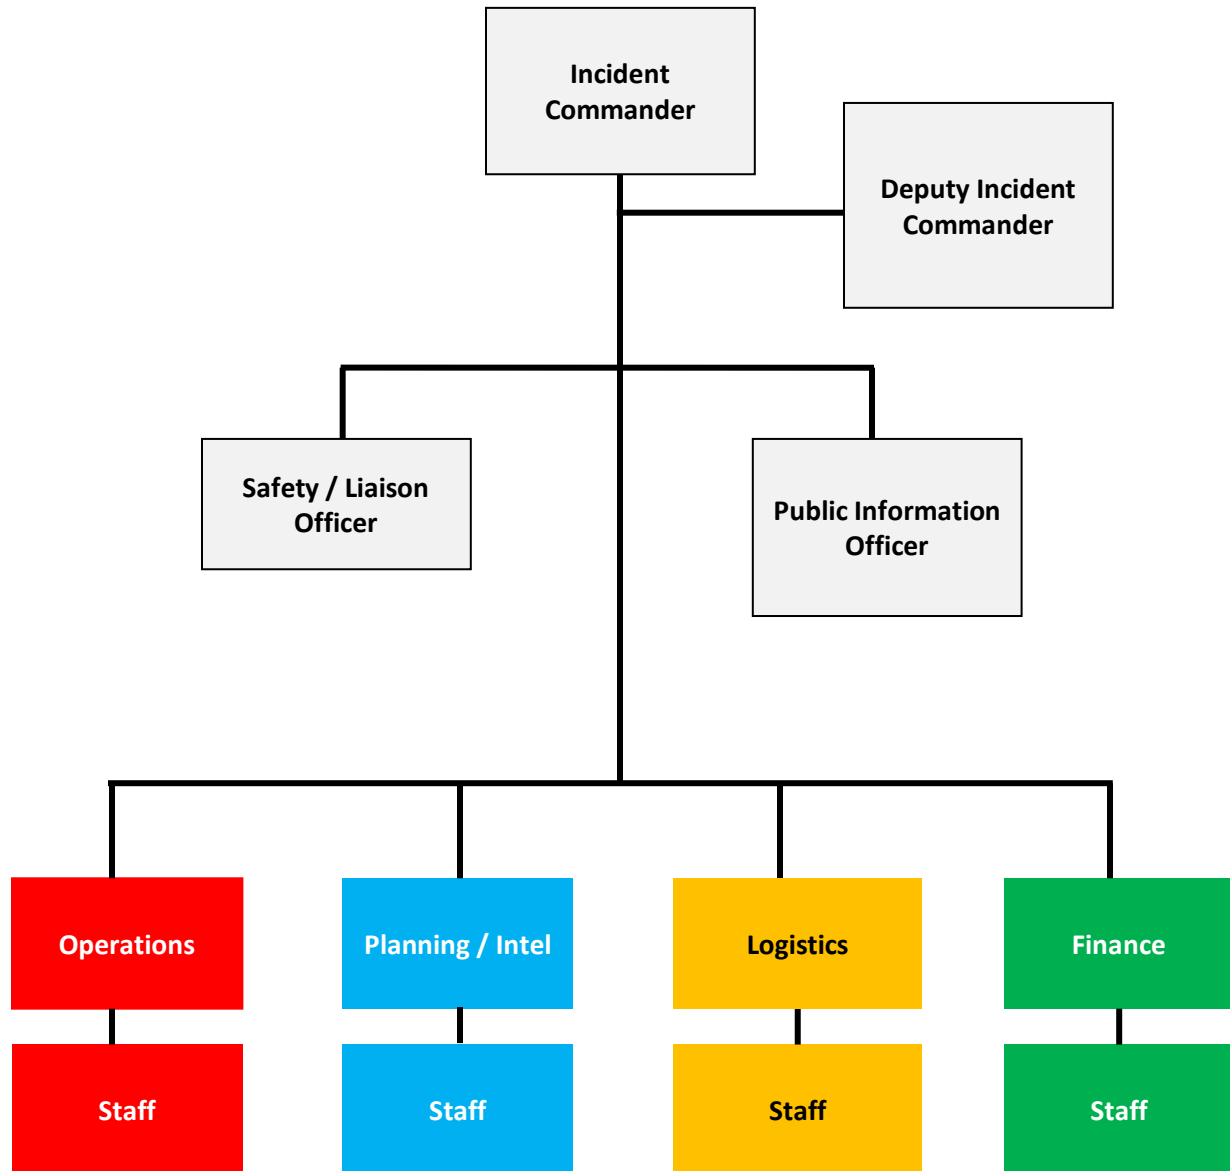 Incident
Commander
Deputy Incident
Commander
Safety / Liaison
Officer
Public Information
Officer
Operations
Planning / Intel
Logistics
Finance
Staff
Staff
Staff
Staff